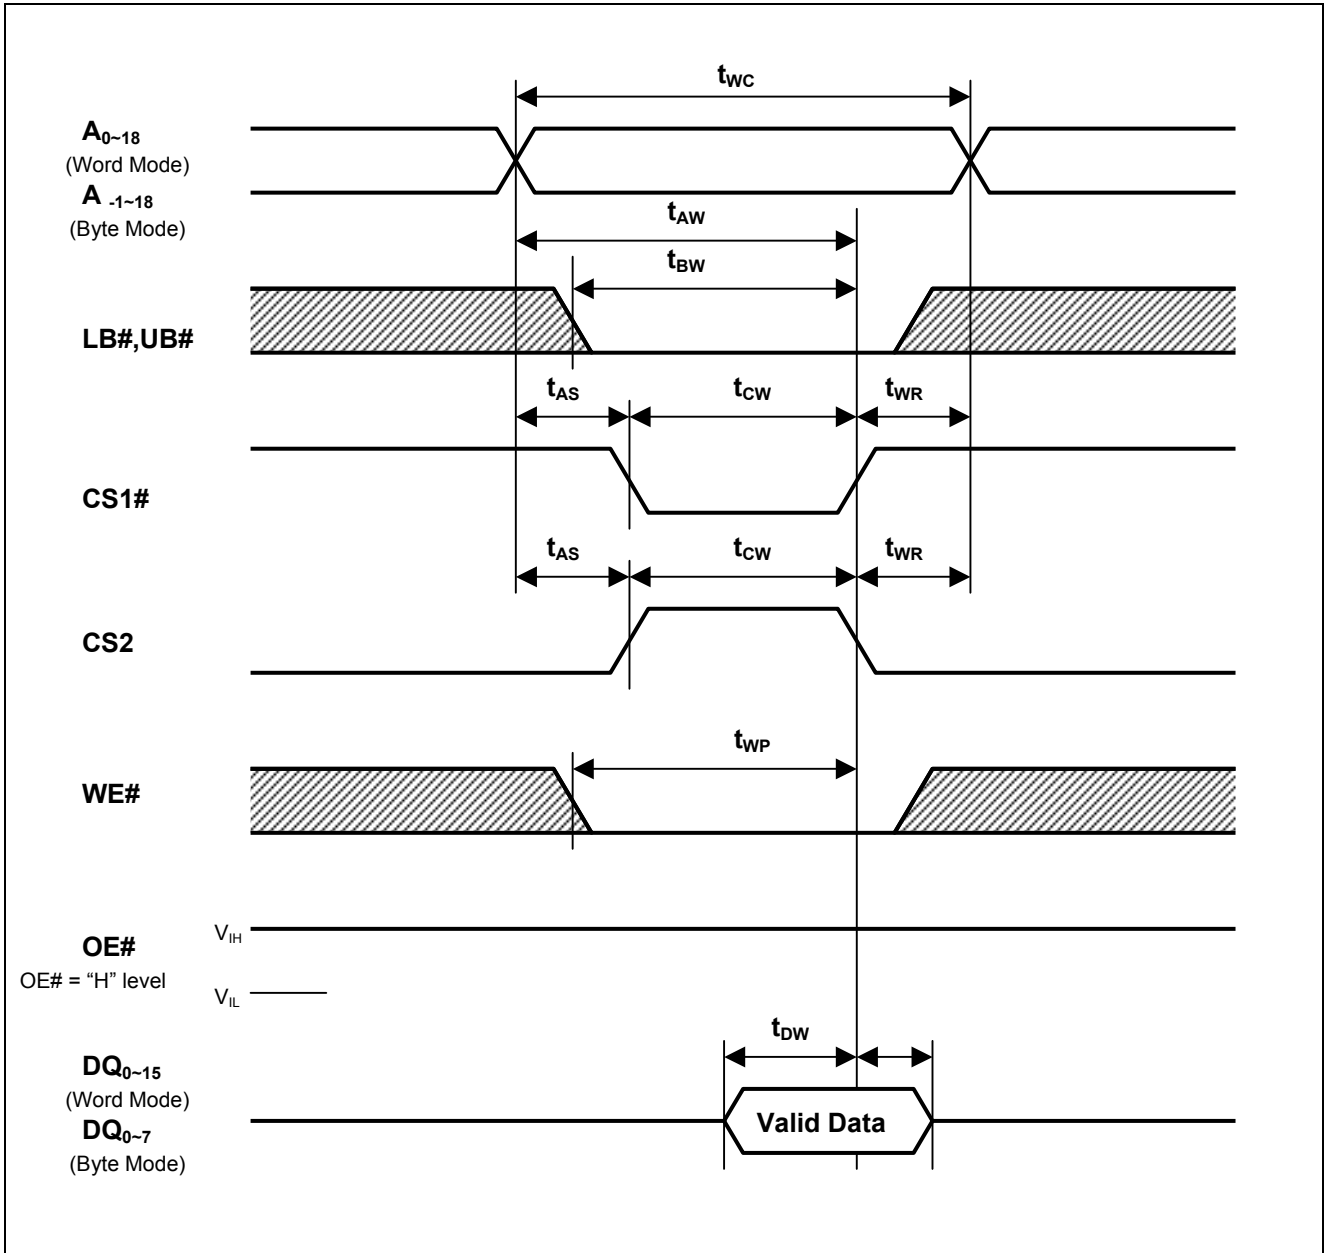 tWC
A0~18
(Word Mode)
A -1~18
(Byte Mode)
tAW
tBW
LB#,UB#
tAS tCW tWR
CS1#
tAS tCW tWR
CS2
tWP
WE#
VIH
OE#
OE# = “H” level
VIL
tDW
DQ0~15
(Word Mode)
DQ0~7
(Byte Mode)
Valid Data